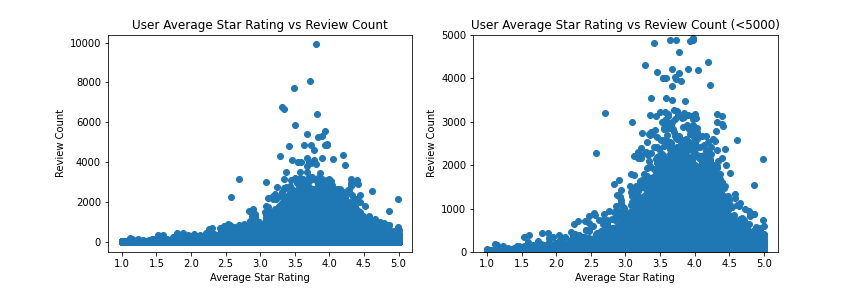 User Average Star Rating vs Review Count
10000
8000
6000
4000
2000
0
Review Count
1.0 1.5 2.0 2.5 3.0 3.5 4.0 4.5 5.0
Average Star Rating
User Average Star Rating vs Review Count (<5000)
5000
4000
3000
2000
1000
0
Review Count
1.0 1.5 2.0 2.5 3.0 3.5 4.0 4.5 5.0
Average Star Rating